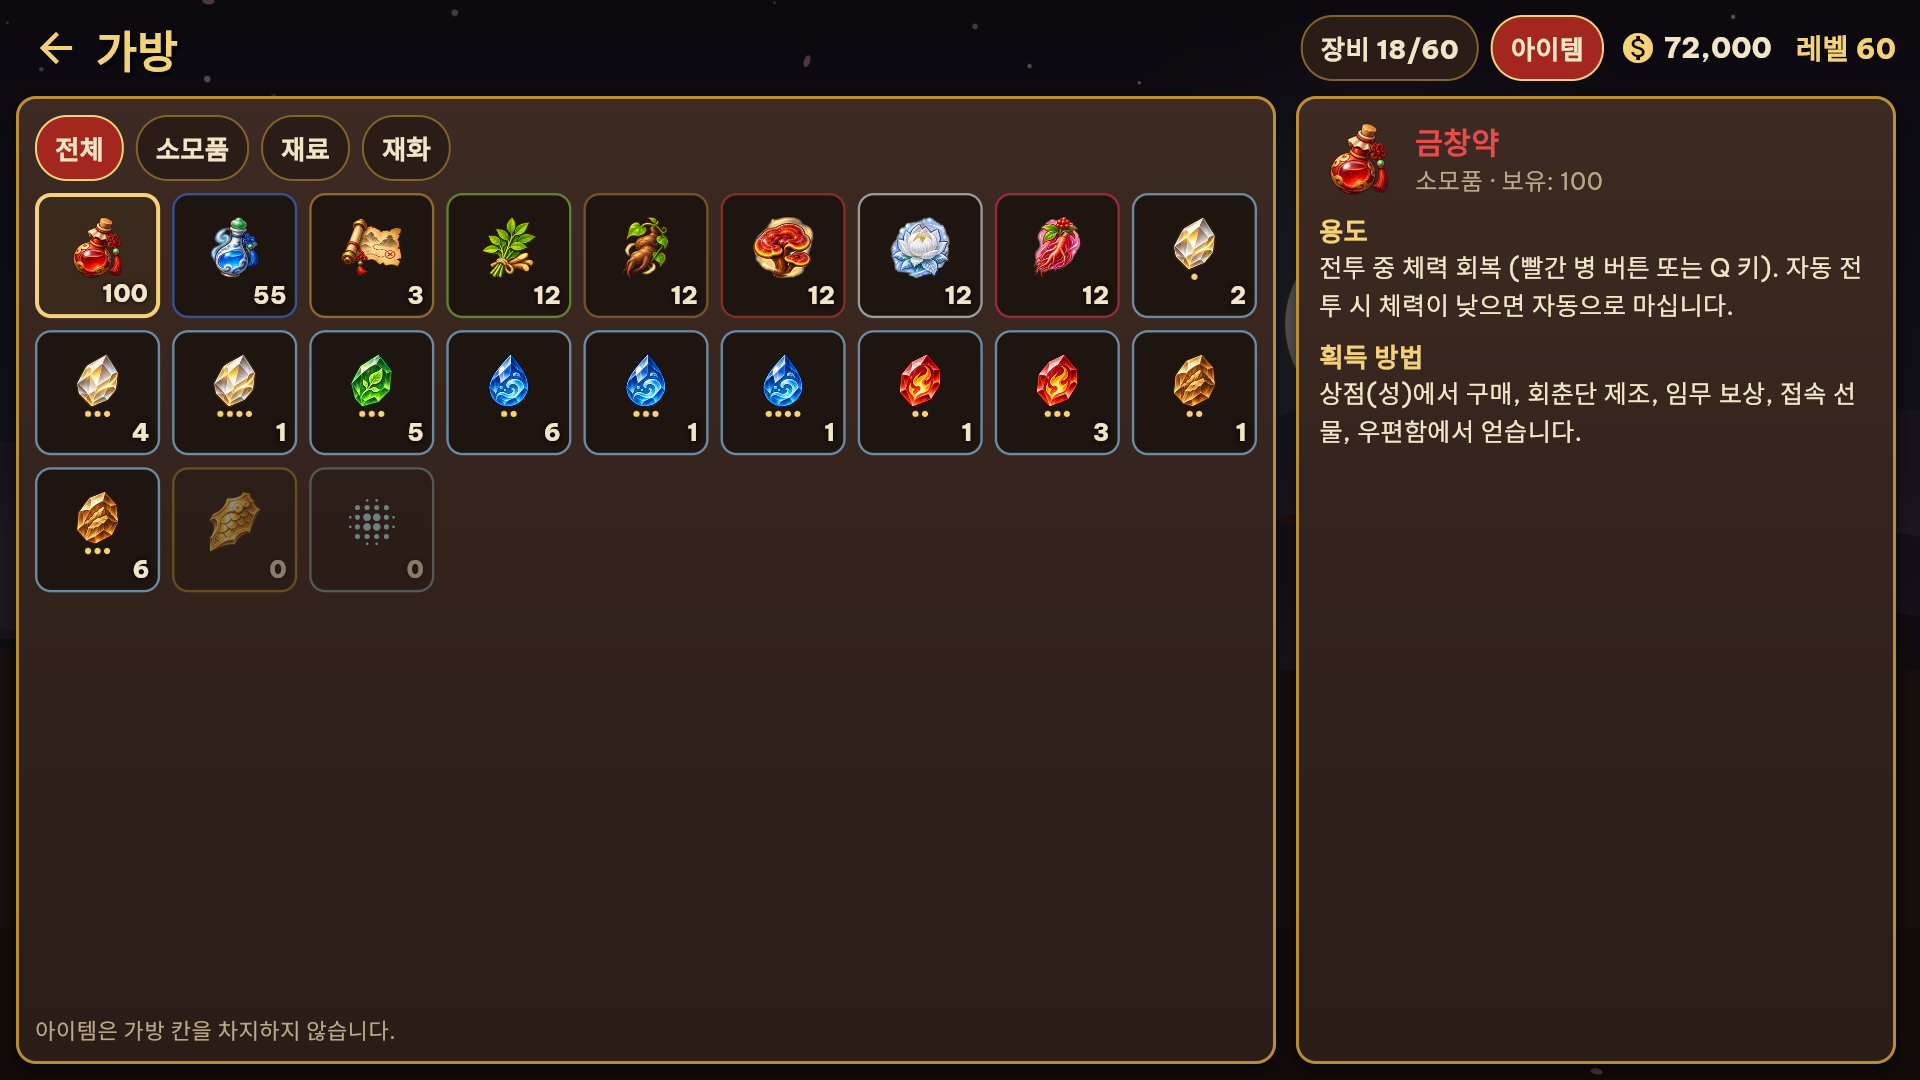 가방
장비 18/60
아이템
$ 72,000
레벨 60
전체
소모품
재료
재화
100
55
3
12
12
12
12
12
2
4
1
5
6
1
1
1
3
1
6
0
0
아이템은 가방 칸을 차지하지 않습니다.
금창약
소모품 · 보유: 100
용도
전투 중 체력 회복 (빨간 병 버튼 또는 Q 키). 자동 전
투 시 체력이 낮으면 자동으로 마십니다.
획득 방법
상점(성)에서 구매, 회춘단 제조, 임무 보상, 접속 선
물, 우편함에서 얻습니다.